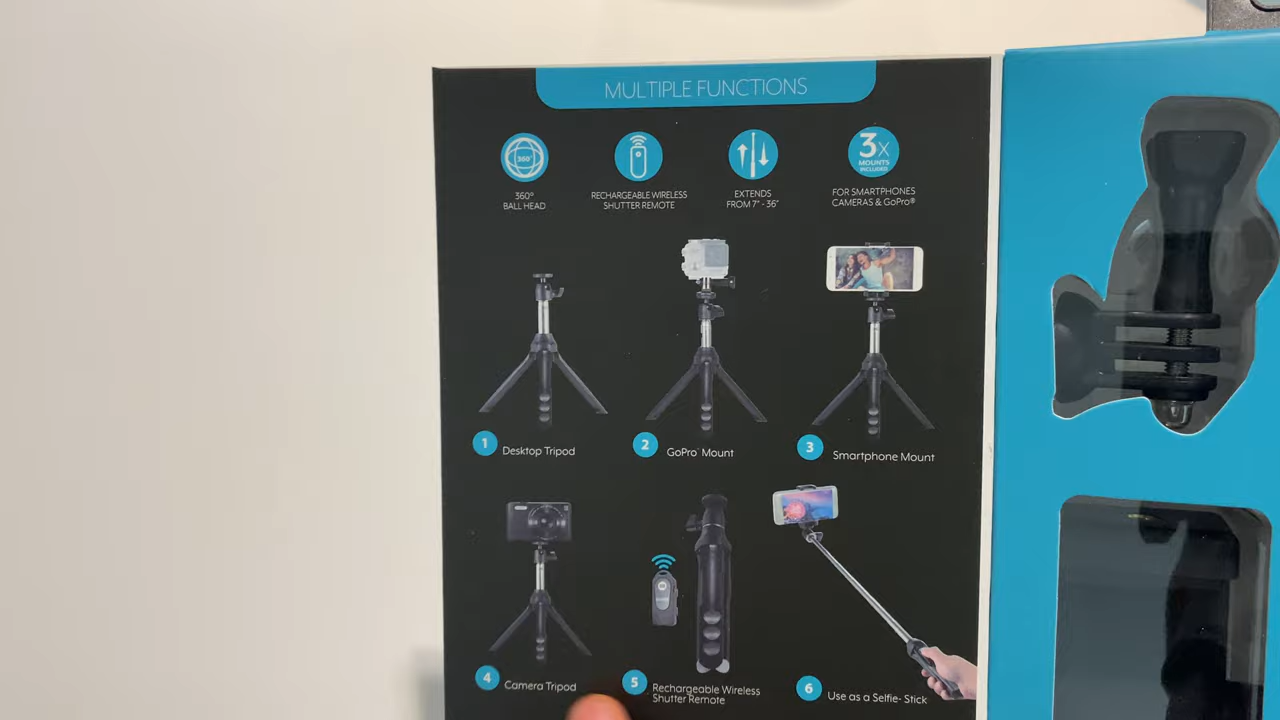 MULTIPLE FUNCTIONS
360°
3X
MOUNTS
INCLUDED
360°
BALL HEAD
RECHARGEABLE WIRELESS
SHUTTER REMOTE
EXTENDS
FROM 7" - 36"
FOR SMARTPHONES
CAMERAS & GoPro®
1 Desktop Tripod
2 GoPro Mount
3 Smartphone Mount
4 Camera Tripod
5 Rechargeable Wireless
Shutter Remote
6 Use as a Selfie- Stick